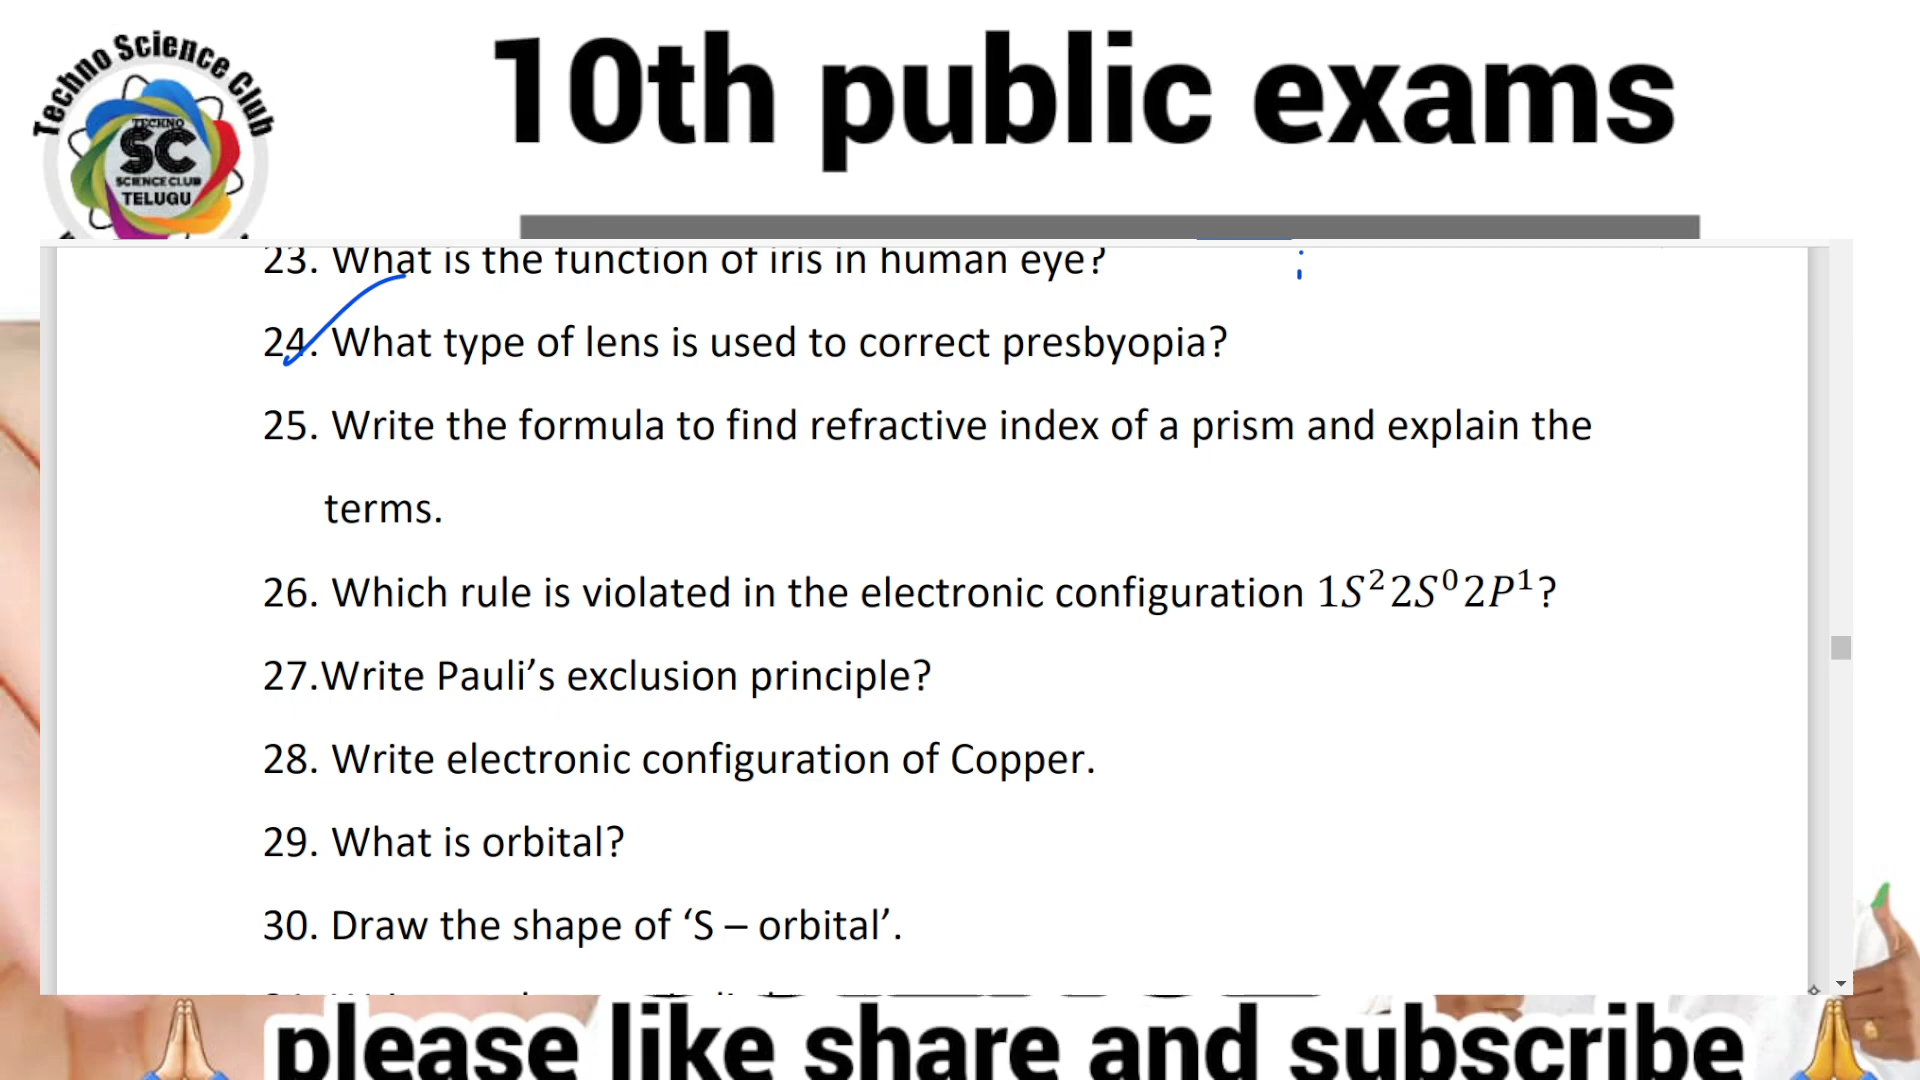 Techno Science Club
10th public exams
TECHNO
SC
SCIENCE CLUB
TELUGU
23. What is the function of iris in human eye?
24. What type of lens is used to correct presbyopia?
25. Write the formula to find refractive index of a prism and explain the
terms.
26. Which rule is violated in the electronic configuration 1S²2S⁰2P¹?
27.Write Pauli’s exclusion principle?
28. Write electronic configuration of Copper.
29. What is orbital?
30. Draw the shape of ‘S – orbital’.
please like share and subscribe